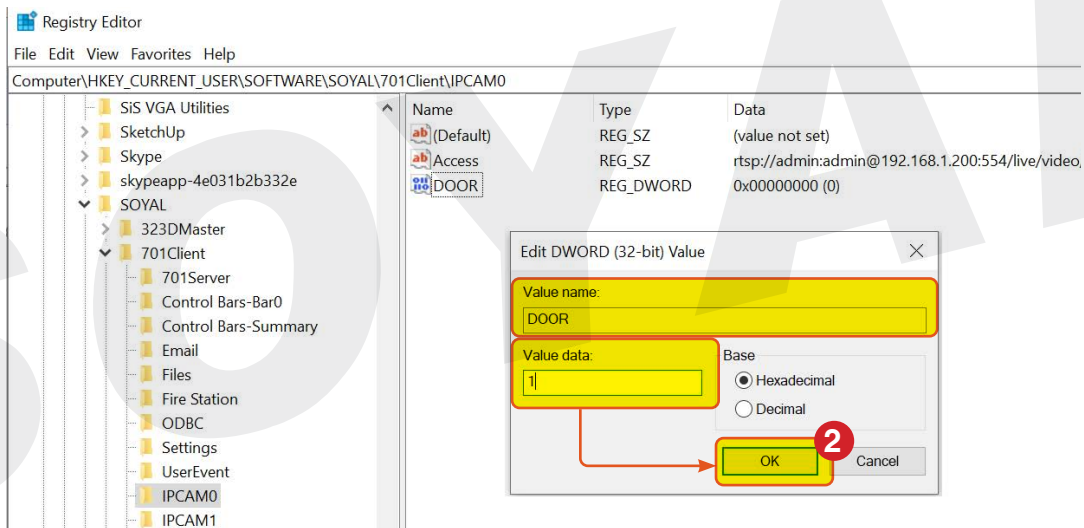 Registry Editor
File Edit View Favorites Help
Computer\HKEY_CURRENT_USER\SOFTWARE\SOYAL\701Client\IPCAM0
SiS VGA Utilities
SketchUp
Skype
skypeapp-4e031b2b332e
SOYAL
323DMaster
701Client
701Server
Control Bars-Bar0
Control Bars-Summary
Email
Files
Fire Station
ODBC
Settings
UserEvent
IPCAM0
IPCAM1
Name Type Data
(Default) REG_SZ (value not set)
Access REG_SZ rtsp://admin:admin@192.168.1.200:554/live/video
DOOR REG_DWORD 0x00000000 (0)
Edit DWORD (32-bit) Value
Value name:
DOOR
Value data:
1
Base
Hexadecimal
Decimal
2
OK Cancel
SOYAL